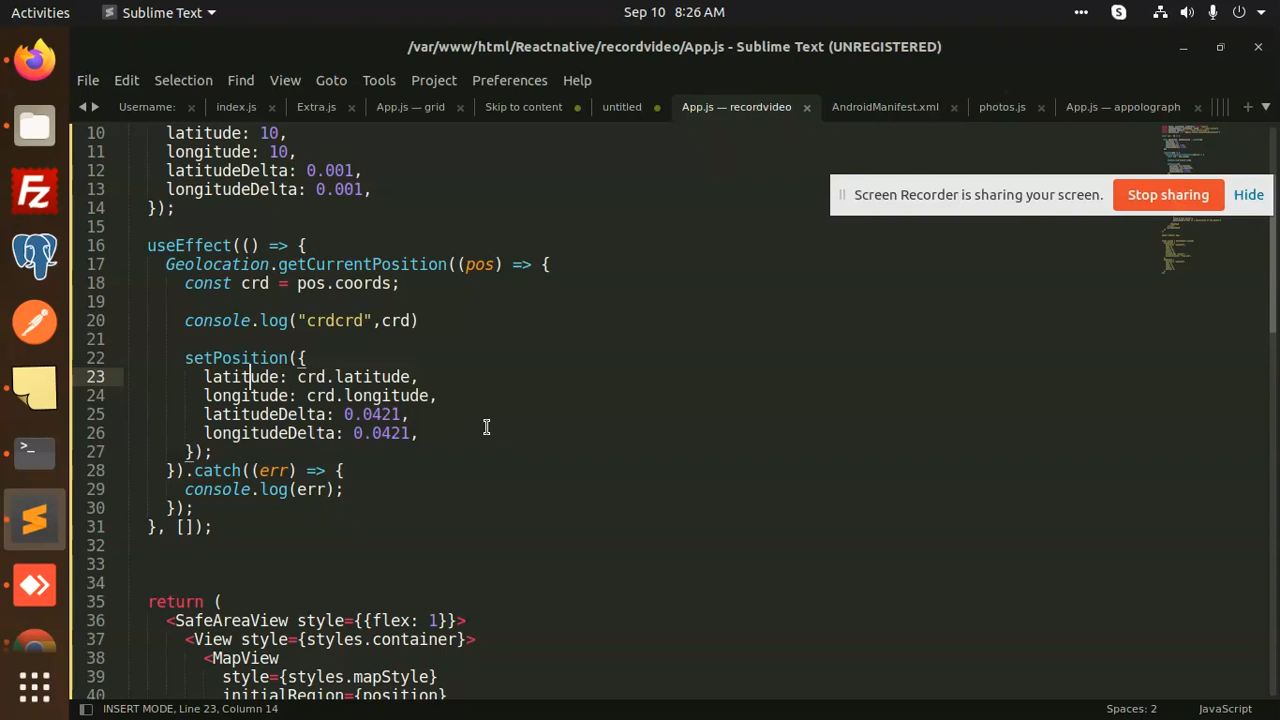 Activities
Sublime Text
Sep 10 8:26 AM
/var/www/html/Reactnative/recordvideo/App.js - Sublime Text (UNREGISTERED)
File Edit Selection Find View Goto Tools Project Preferences Help
Username: index.js Extra.js App.js — grid Skip to content untitled App.js — recordvideo AndroidManifest.xml photos.js App.js — appolograph
10 latitude: 10,
11 longitude: 10,
12 latitudeDelta: 0.001,
13 longitudeDelta: 0.001,
Screen Recorder is sharing your screen. Stop sharing Hide
14 });
15
16 useEffect(() => {
17 Geolocation.getCurrentPosition((pos) => {
18 const crd = pos.coords;
19
20 console.log("crdcrd",crd)
21
22 setPosition({
23 latitude: crd.latitude,
24 longitude: crd.longitude,
25 latitudeDelta: 0.0421,
26 longitudeDelta: 0.0421,
27 });
28 }).catch((err) => {
29 console.log(err);
30 });
31 }, []);
32
33
34
35 return (
36 <SafeAreaView style={{flex: 1}}>
37 <View style={styles.container}>
38 <MapView
39 style={styles.mapStyle}
40 initialRegion={position}
INSERT MODE, Line 23, Column 14
Spaces: 2
JavaScript